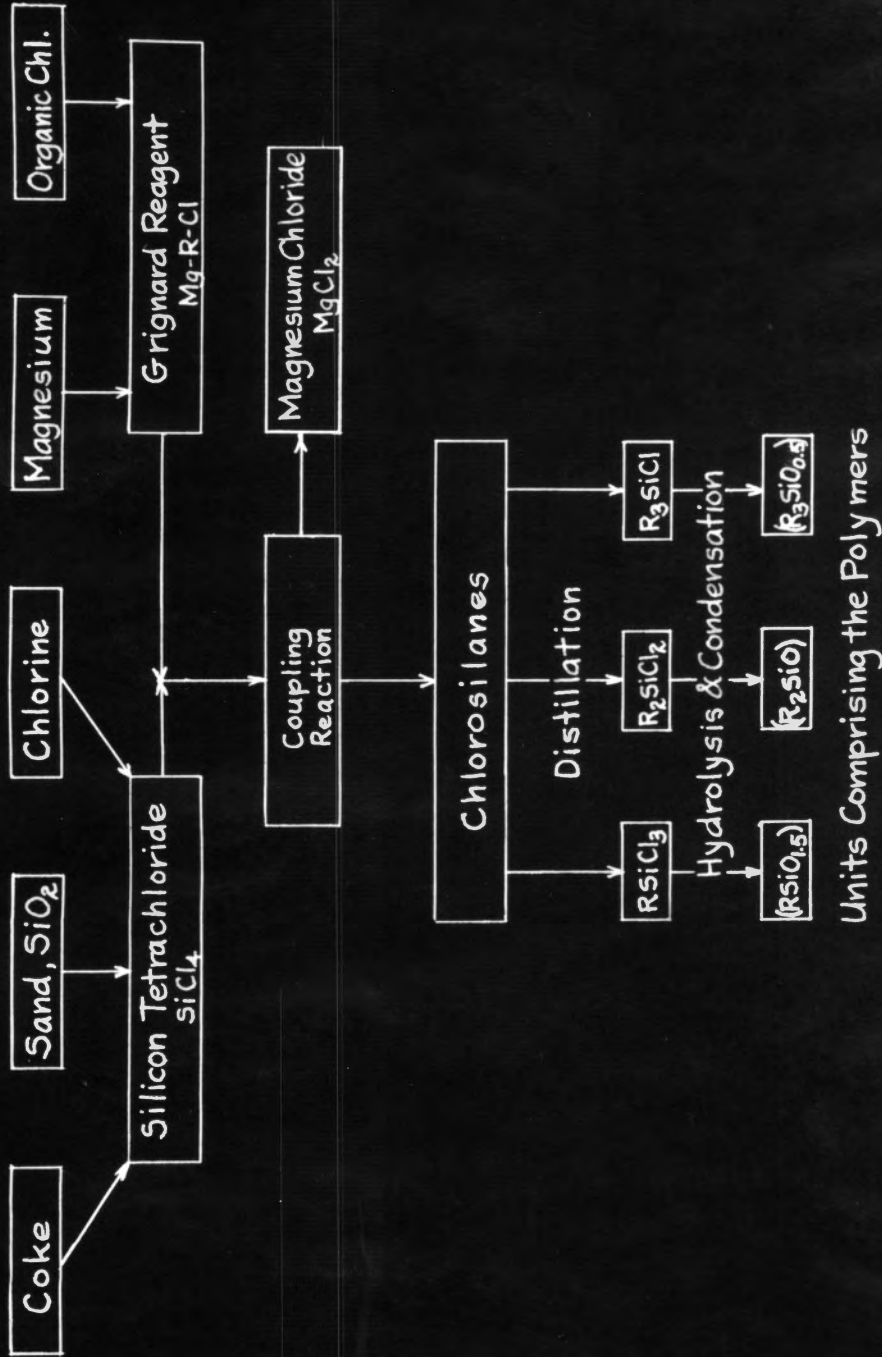 Coke
Sand, SiO₂
Chlorine
Magnesium
Organic Chl.
Silicon Tetrachloride
SiCl₄
Grignard Reagent
Mg-R-Cl
Coupling
Reaction
Magnesium Chloride
MgCl₂
Chlorosilanes
Distillation
RSiCl₃
R₂SiCl₂
R₃SiCl
Hydrolysis & Condensation
(RSiO₁.₅)
(R₂SiO)
(R₃SiO₀.₅)
Units Comprising the Polymers